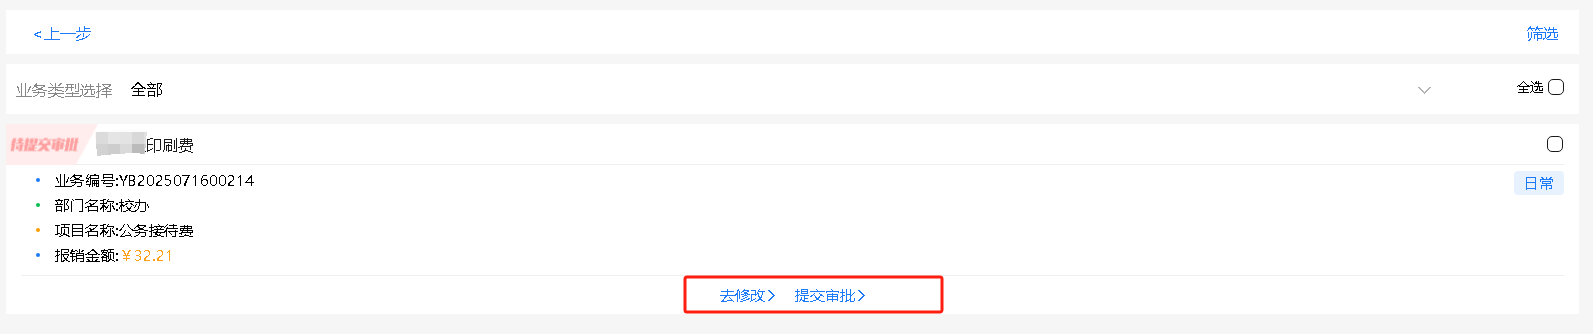 <上一步 筛选
业务类型选择 全部 全选
待提交审批 印刷费
业务编号:YB2025071600214 日常
部门名称:校办
项目名称:公务接待费
报销金额:￥32.21
去修改> 提交审批>